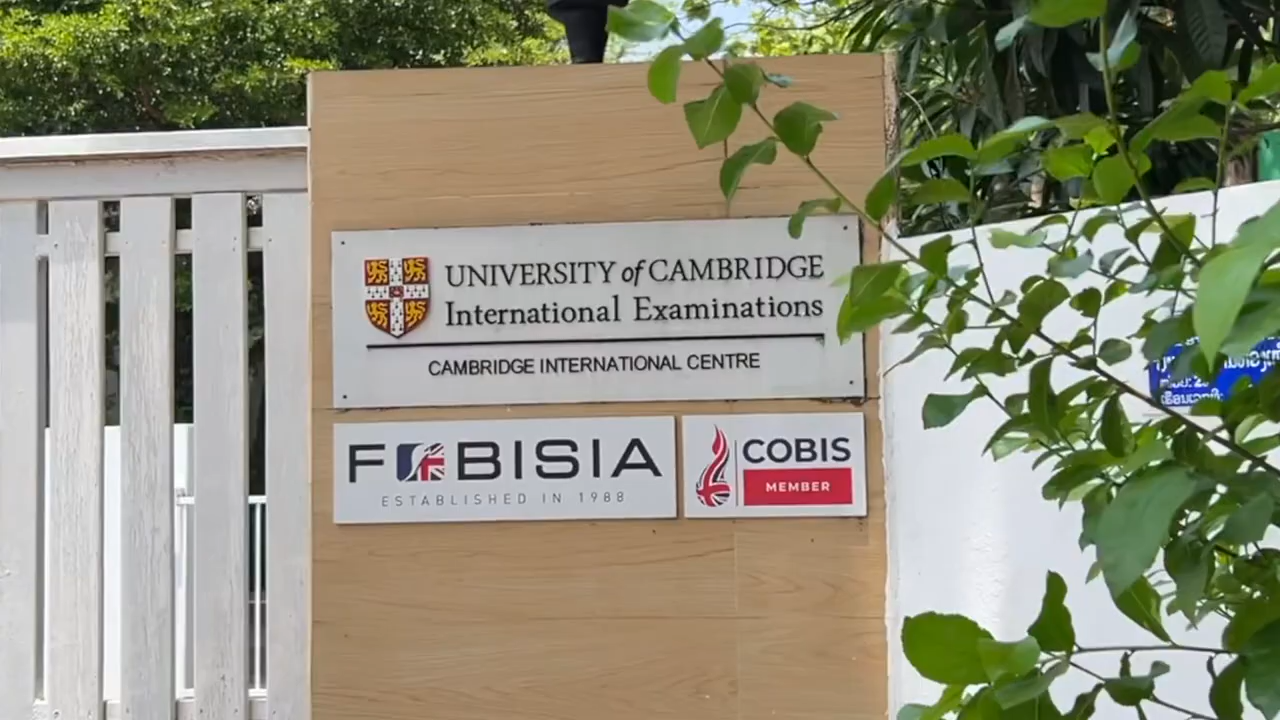 UNIVERSITY of CAMBRIDGE
International Examinations
CAMBRIDGE INTERNATIONAL CENTRE
FOBISIA
ESTABLISHED IN 1988
COBIS
MEMBER